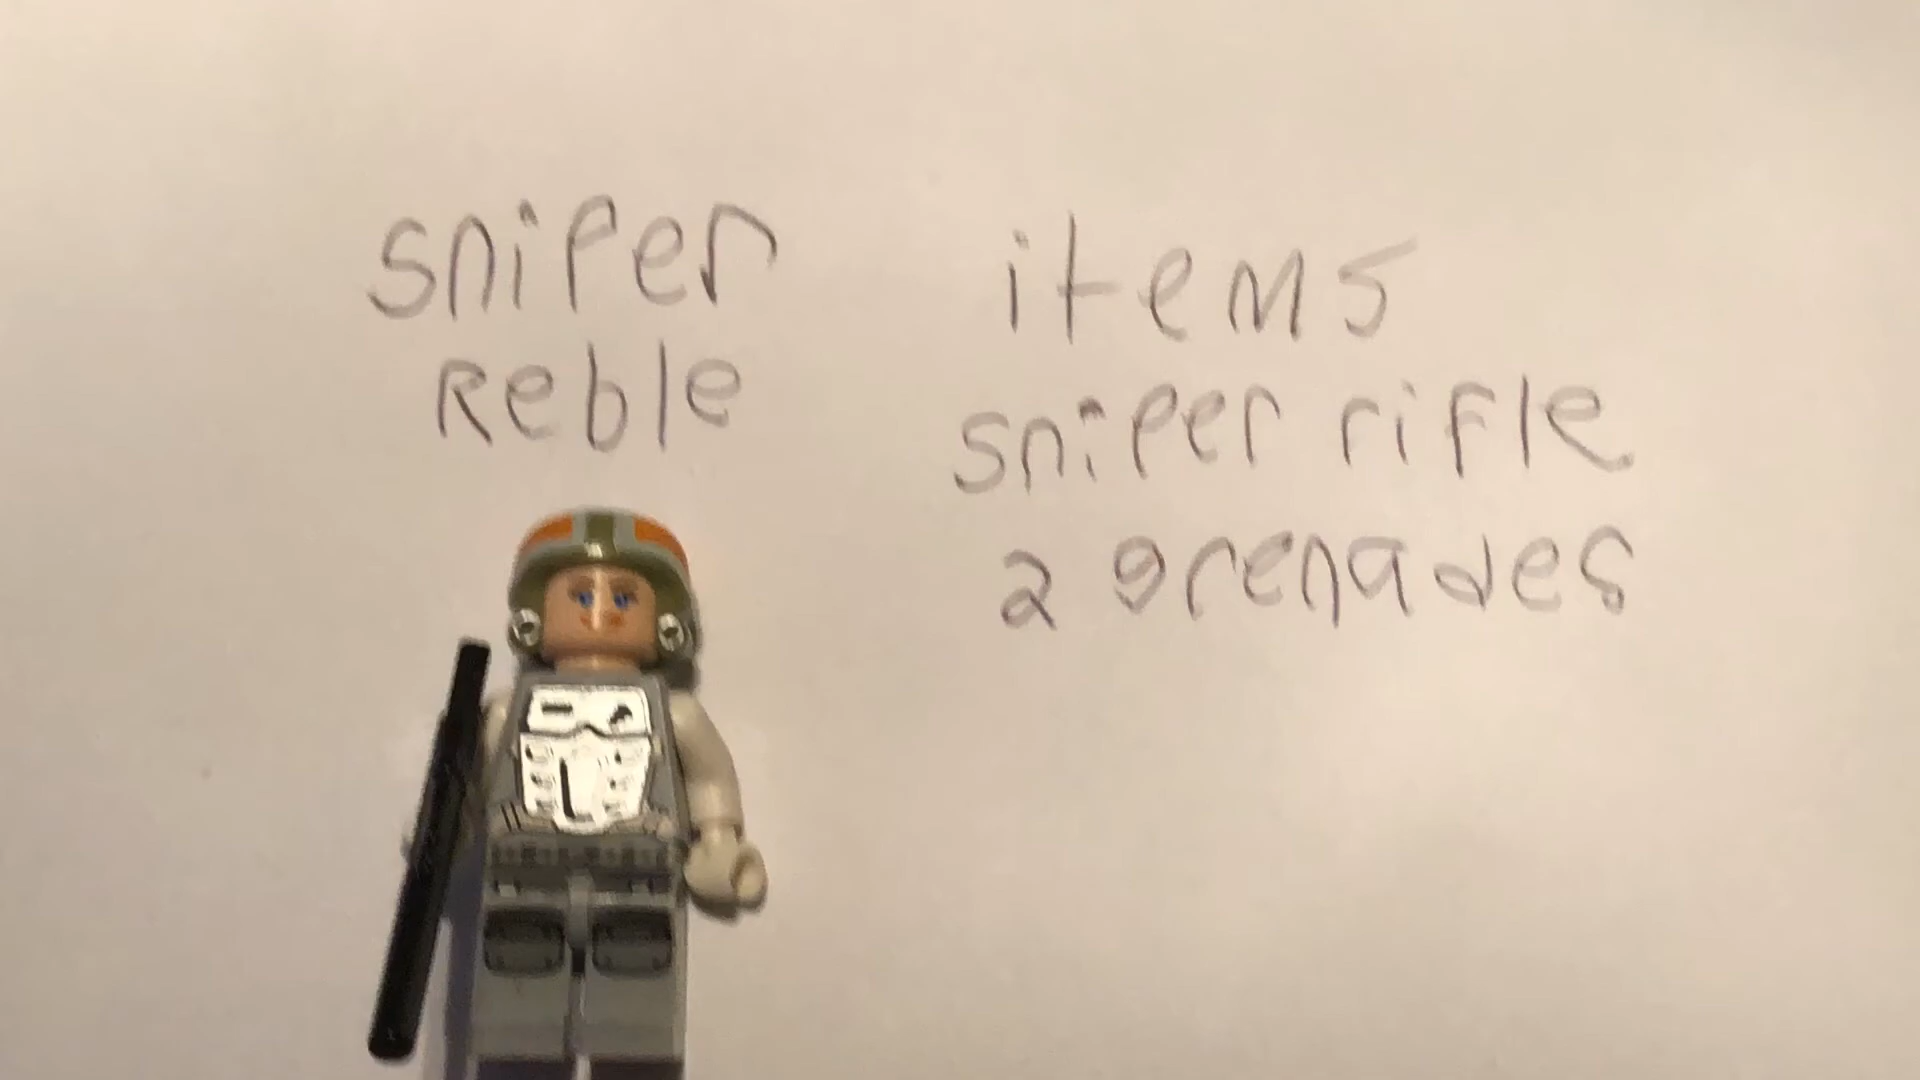 sniper
Reble
items
sniper rifle
2 grenades